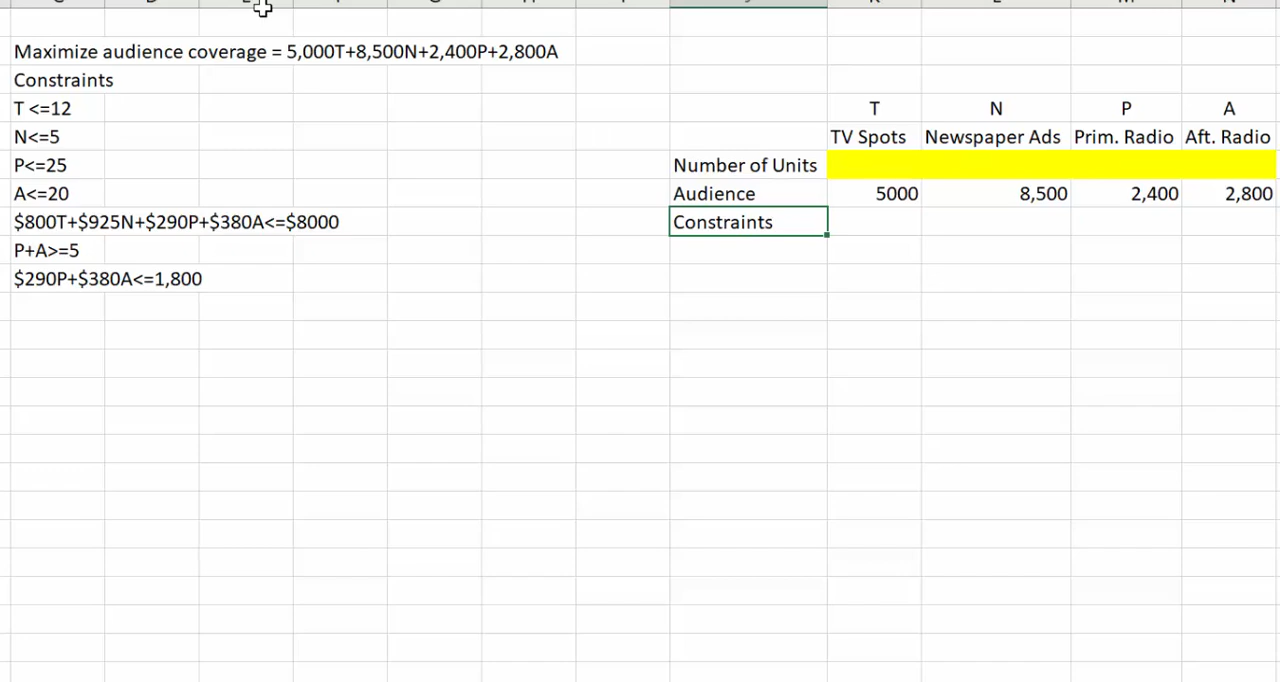 Maximize audience coverage = 5,000T+8,500N+2,400P+2,800A
Constraints
T <=12
N<=5
P<=25
A<=20
$800T+$925N+$290P+$380A<=$8000
P+A>=5
$290P+$380A<=1,800
T N P A
TV Spots Newspaper Ads Prim. Radio Aft. Radio
Number of Units
Audience 5000 8,500 2,400 2,800
Constraints